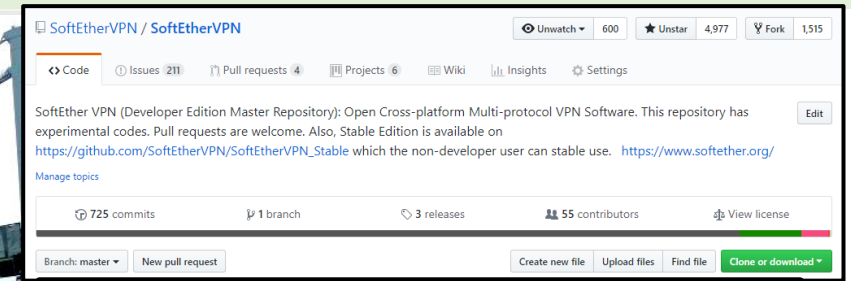 SoftEtherVPN / SoftEtherVPN Unwatch 600 Unstar 4,977 Fork 1,515
Code Issues 211 Pull requests 4 Projects 6 Wiki Insights Settings
SoftEther VPN (Developer Edition Master Repository): Open Cross-platform Multi-protocol VPN Software. This repository has Edit
experimental codes. Pull requests are welcome. Also, Stable Edition is available on
https://github.com/SoftEtherVPN/SoftEtherVPN_Stable which the non-developer user can stable use. https://www.softether.org/
Manage topics
725 commits 1 branch 3 releases 55 contributors View license
Branch: master New pull request Create new file Upload files Find file Clone or download